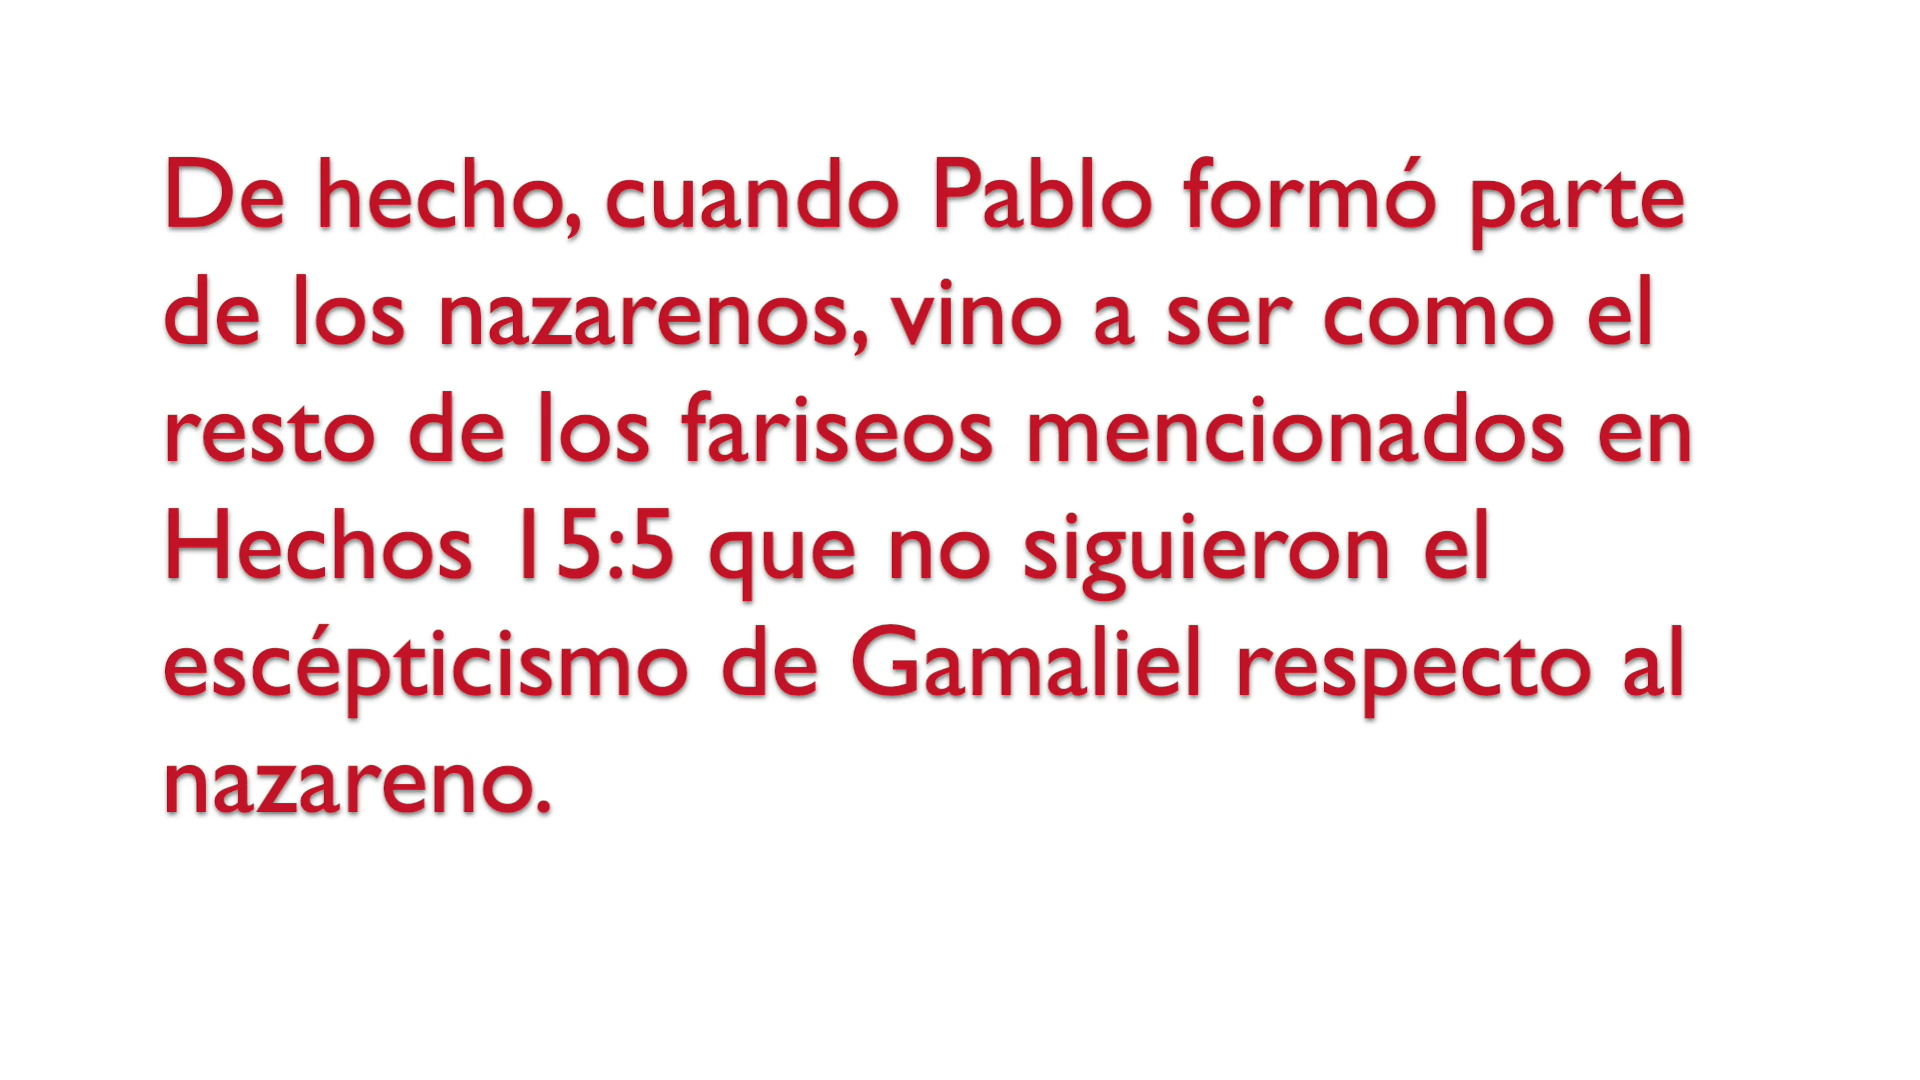 De hecho, cuando Pablo formó parte
de los nazarenos, vino a ser como el
resto de los fariseos mencionados en
Hechos 15:5 que no siguieron el
escépticismo de Gamaliel respecto al
nazareno.